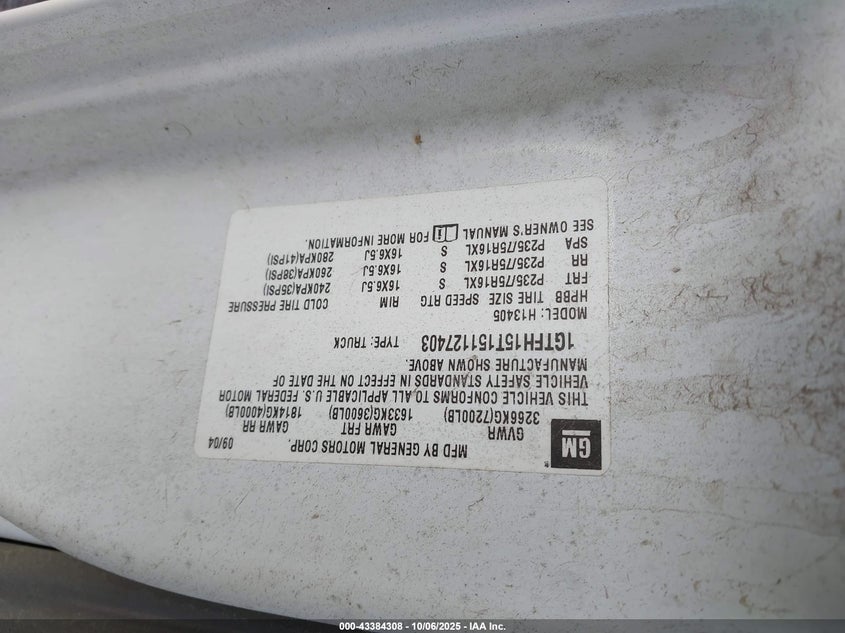 GM
MFD BY GENERAL MOTORS CORP. 09/04
GVWR GAWR FRT GAWR RR
3266KG(7200LB) 1633KG(3600LB) 1814KG(4000LB)
THIS VEHICLE CONFORMS TO ALL APPLICABLE U.S. FEDERAL MOTOR
VEHICLE SAFETY STANDARDS IN EFFECT ON THE DATE OF
MANUFACTURE SHOWN ABOVE.
1GTFH15T151127403 TYPE: TRUCK
MODEL: H13405
HPBB TIRE SIZE SPEED RTG RIM COLD TIRE PRESSURE
FRT P235/75R16XL S 16X6.5J 240KPA(35PSI)
RR P235/75R16XL S 16X6.5J 260KPA(38PSI)
SPA P235/75R16XL S 16X6.5J 280KPA(41PSI)
SEE OWNER'S MANUAL FOR MORE INFORMATION.
000-43384308 - 10/06/2025 - IAA Inc.